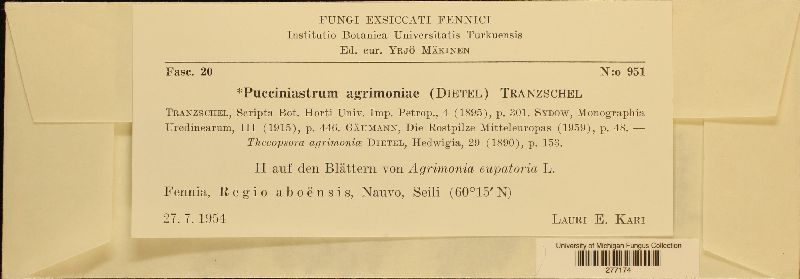 FUNGI EXSICCATI FENNICI
Institutio Botanica Universitatis Turkuensis
Ed. cur. YRJÖ MÄKINEN
Fasc. 20 N:o 951
*Pucciniastrum agrimoniae (DIETEL) TRANZSCHEL
TRANZSCHEL, Scripta Bot. Horti Univ. Imp. Petrop., 4 (1895), p. 301. SYDOW, Monographia
Uredinearum, III (1915), p. 446. GÄUMANN, Die Rostpilze Mitteleuropas (1959), p. 48. —
Thecopsora agrimoniæ DIETEL, Hedwigia, 29 (1890), p. 153.
II auf den Blättern von Agrimonia eupatoria L.
Fennia, Regio aboënsis, Nauvo, Seili (60°15′ N)
27. 7. 1954 LAURI E. KARI
University of Michigan Fungus Collection
277174